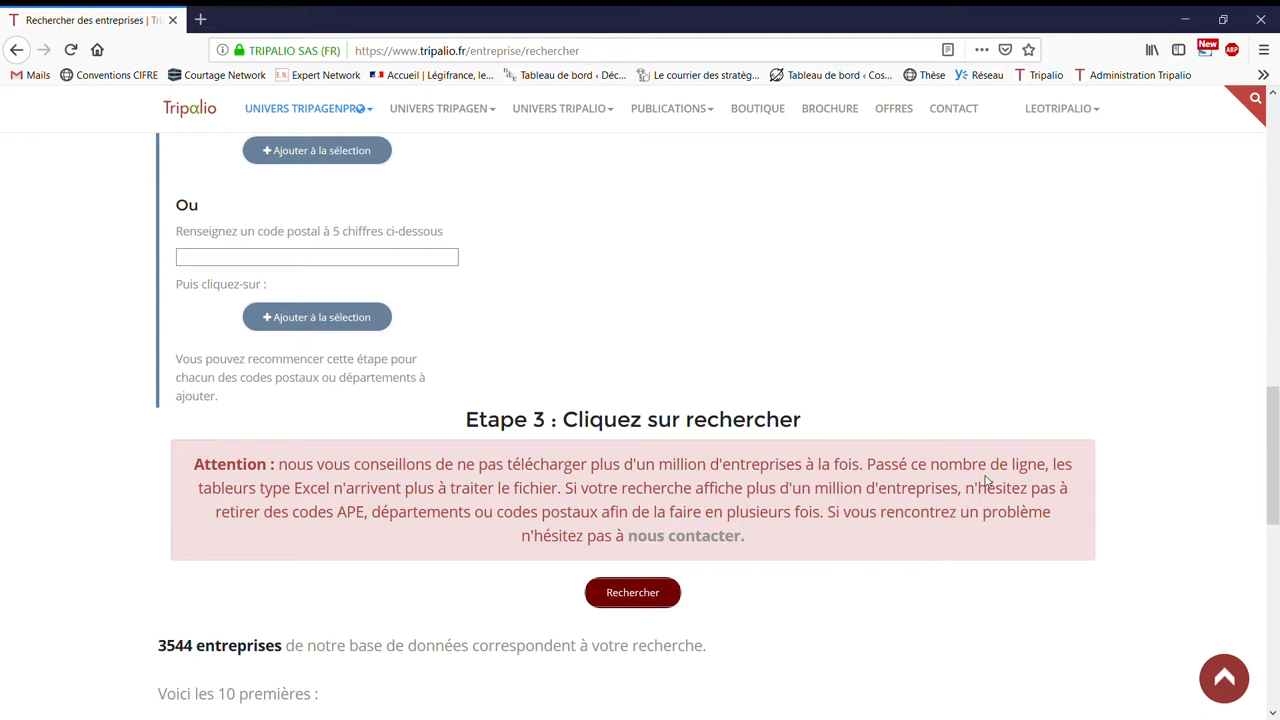 Rechercher des entreprises | Tri
TRIPALIO SAS (FR)
https://www.tripalio.fr/entreprise/rechercher
New
ABP
Mails
Conventions CIFRE
Courtage Network
Expert Network
Accueil | Légifrance, le...
Tableau de bord ‹ Déc...
Le courrier des stratèg...
Tableau de bord ‹ Cos...
Thèse
Réseau
Tripalio
Administration Tripalio
Tripalio
UNIVERS TRIPAGENPRO
UNIVERS TRIPAGEN
UNIVERS TRIPALIO
PUBLICATIONS
BOUTIQUE
BROCHURE
OFFRES
CONTACT
LEOTRIPALIO
Ajouter à la sélection
Ou
Renseignez un code postal à 5 chiffres ci-dessous
Puis cliquez-sur :
Ajouter à la sélection
Vous pouvez recommencer cette étape pour
chacun des codes postaux ou départements à
ajouter.
Etape 3 : Cliquez sur rechercher
Attention : nous vous conseillons de ne pas télécharger plus d'un million d'entreprises à la fois. Passé ce nombre de ligne, les
tableurs type Excel n'arrivent plus à traiter le fichier. Si votre recherche affiche plus d'un million d'entreprises, n'hésitez pas à
retirer des codes APE, départements ou codes postaux afin de la faire en plusieurs fois. Si vous rencontrez un problème
n'hésitez pas à nous contacter.
Rechercher
3544 entreprises de notre base de données correspondent à votre recherche.
Voici les 10 premières :